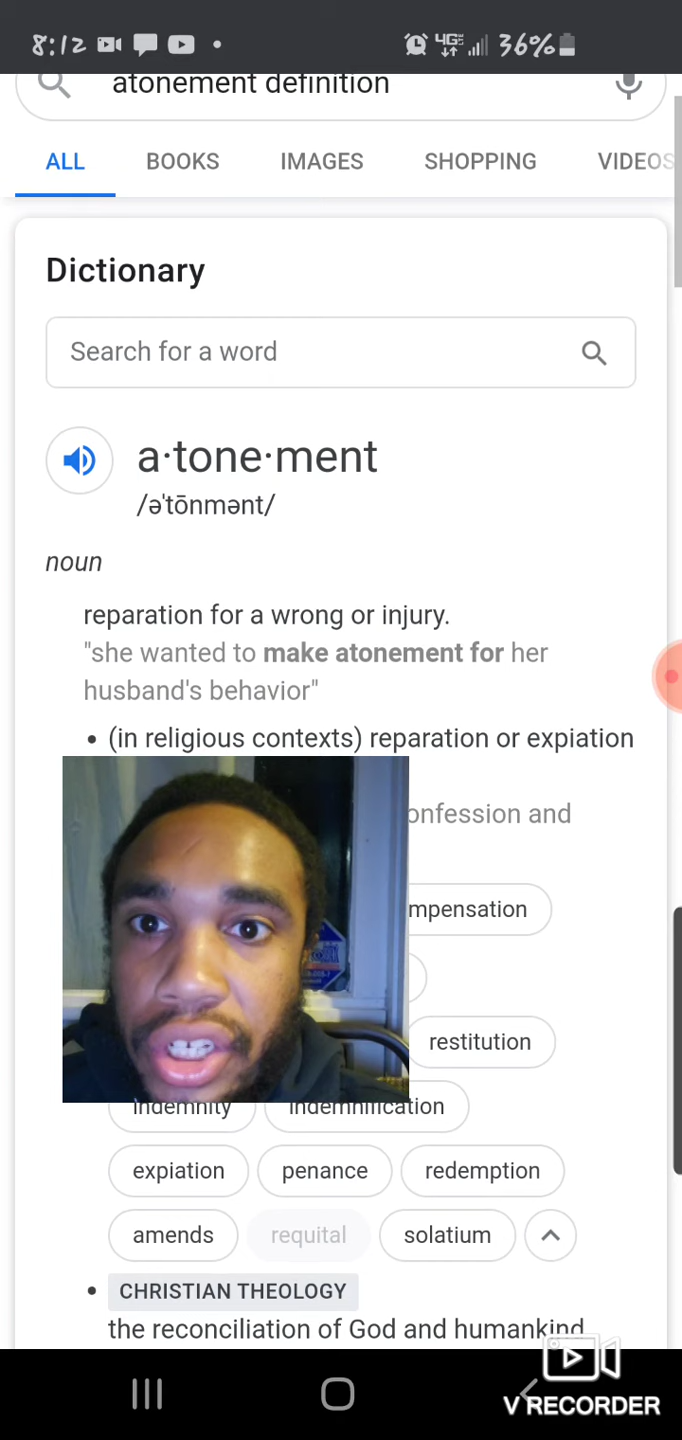 8:12 4G 36%
atonement definition
ALL BOOKS IMAGES SHOPPING VIDEOS
Dictionary
Search for a word
a·tone·ment
/əˈtōnmənt/
noun
reparation for a wrong or injury.
"she wanted to make atonement for her
husband's behavior"
• (in religious contexts) reparation or expiation
onfession and
mpensation
restitution
indemnity indemnification
expiation penance redemption
amends requital solatium
• CHRISTIAN THEOLOGY
the reconciliation of God and humankind
V RECORDER